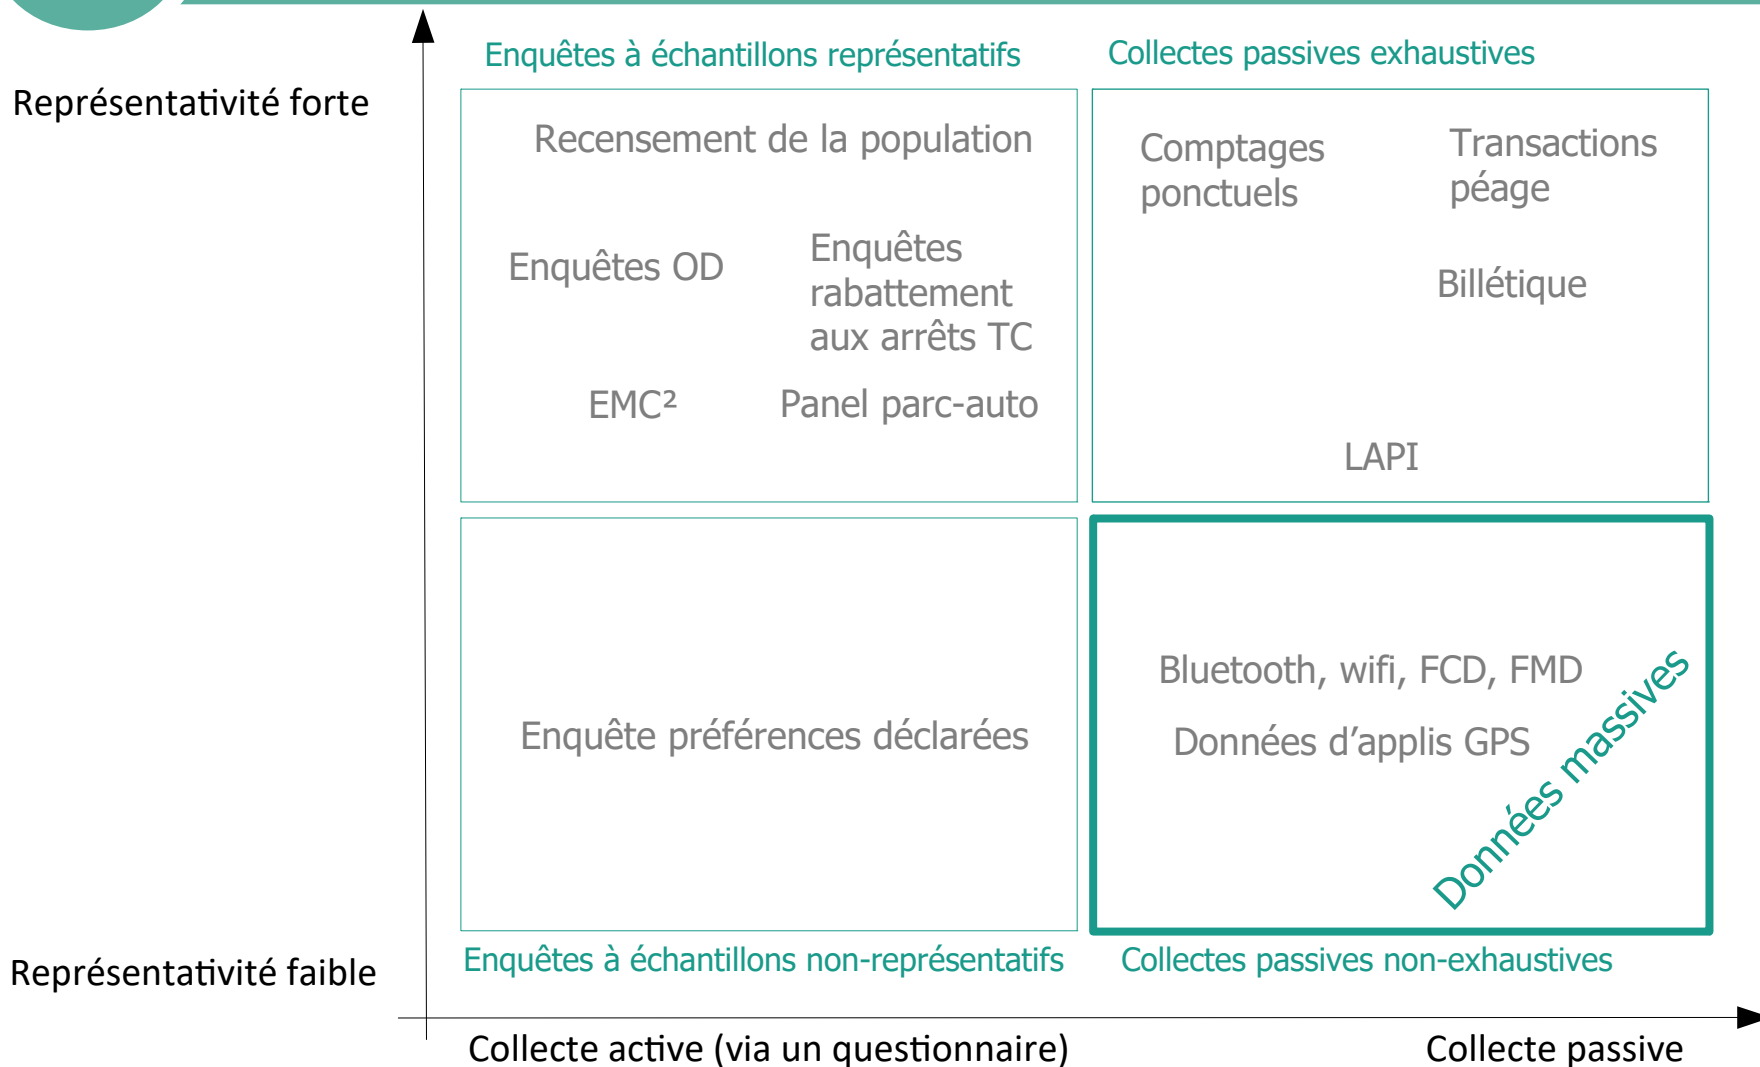 Enquêtes à échantillons représentatifs
Collectes passives exhaustives
Représentativité forte
Recensement de la population
Enquêtes OD
Enquêtes
rabattement
aux arrêts TC
EMC²
Panel parc-auto
Comptages
ponctuels
Transactions
péage
Billétique
LAPI
Enquête préférences déclarées
Bluetooth, wifi, FCD, FMD
Données d’applis GPS
Données massives
Représentativité faible
Enquêtes à échantillons non-représentatifs
Collectes passives non-exhaustives
Collecte active (via un questionnaire)
Collecte passive